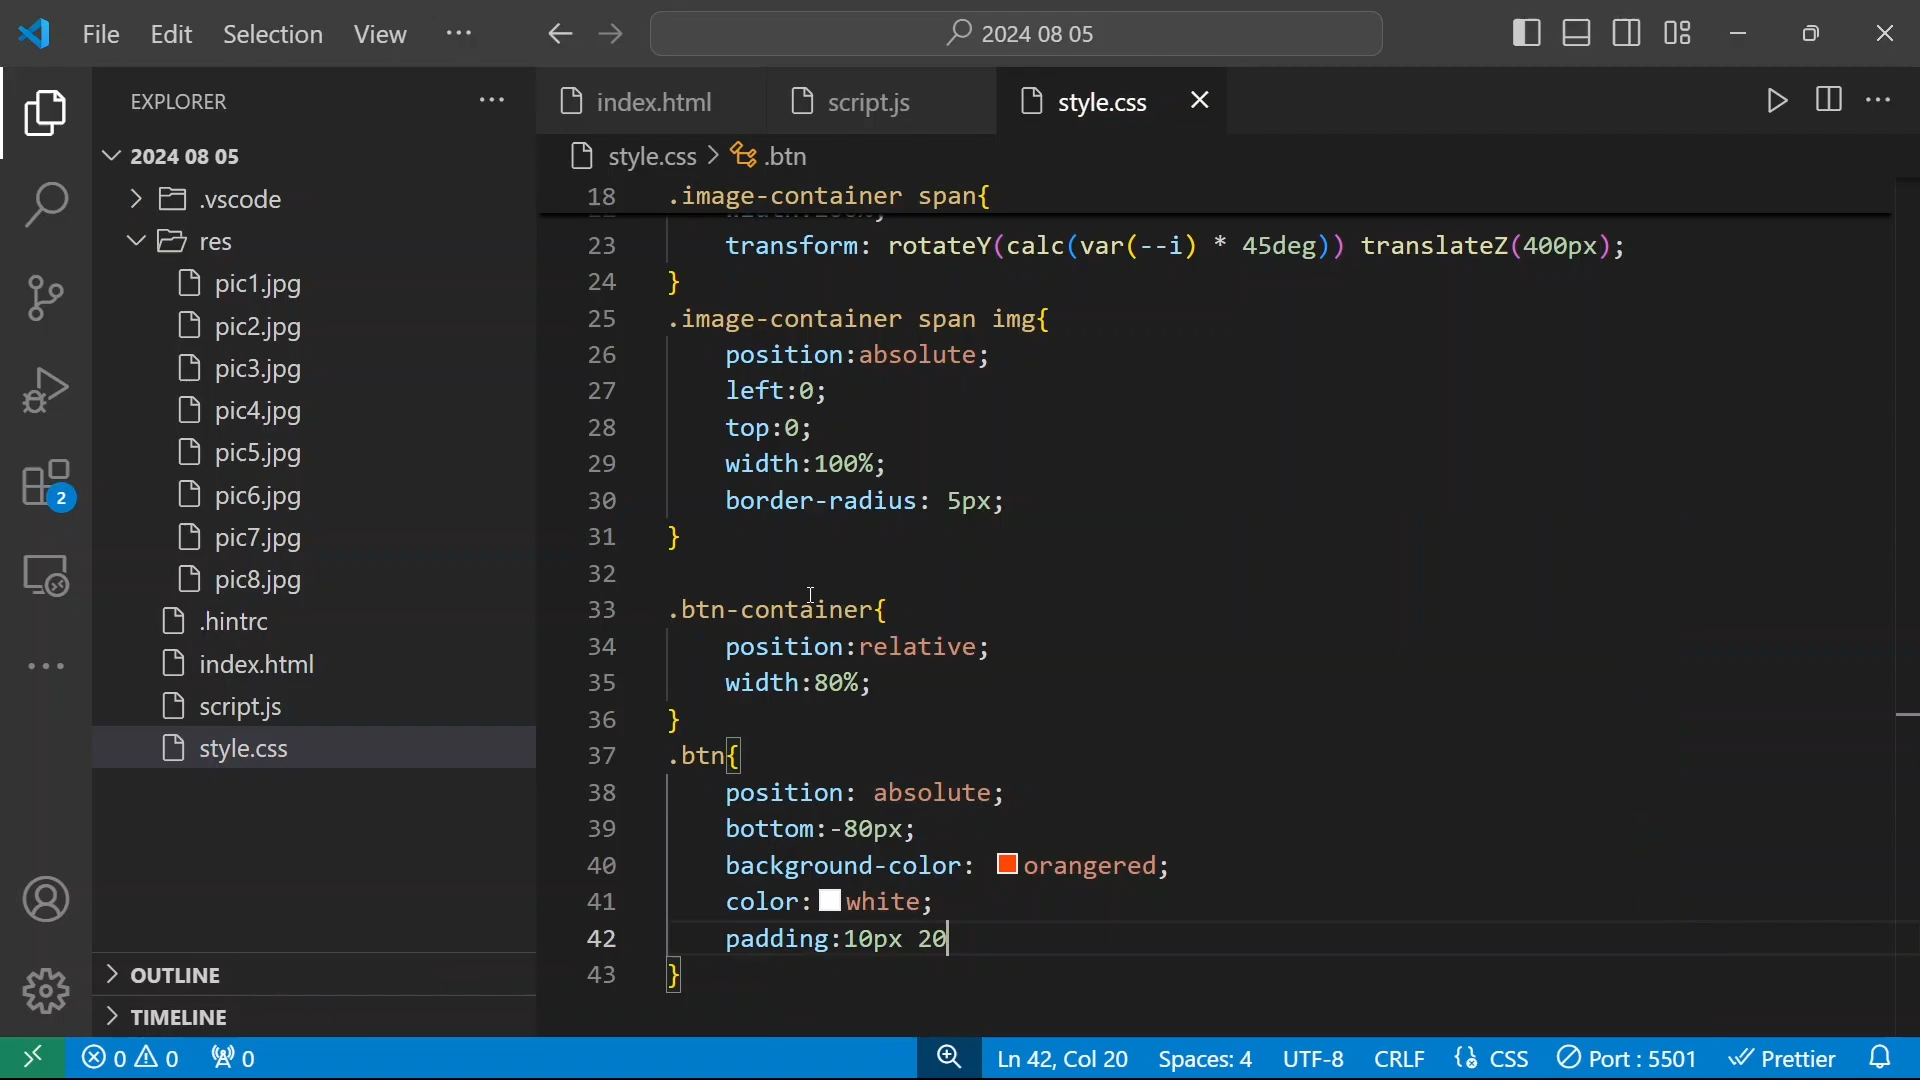 File Edit Selection View ··· 2024 08 05
EXPLORER ···
2024 08 05
.vscode
res
pic1.jpg
pic2.jpg
pic3.jpg
pic4.jpg
pic5.jpg
pic6.jpg
pic7.jpg
pic8.jpg
.hintrc
index.html
script.js
style.css
OUTLINE
TIMELINE
2
index.html script.js style.css
style.css > .btn
18 .image-container span{
23 transform: rotateY(calc(var(--i) * 45deg)) translateZ(400px);
24 }
25 .image-container span img{
26 position:absolute;
27 left:0;
28 top:0;
29 width:100%;
30 border-radius: 5px;
31 }
32
33 .btn-container{
34 position:relative;
35 width:80%;
36 }
37 .btn{
38 position: absolute;
39 bottom:-80px;
40 background-color: orangered;
41 color:white;
42 padding:10px 20
43 }
0 0 0 Ln 42, Col 20 Spaces: 4 UTF-8 CRLF CSS Port : 5501 Prettier